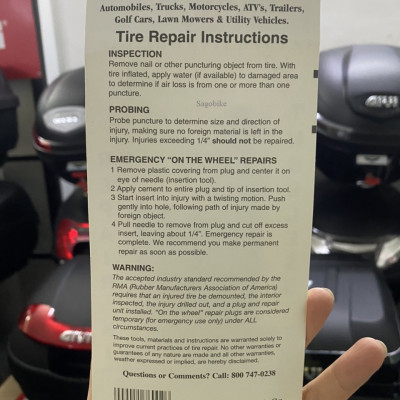 Automobiles, Trucks, Motorcycles, ATV's, Trailers,
Golf Cars, Lawn Mowers & Utility Vehicles.
Tire Repair Instructions
INSPECTION
Remove nail or other puncturing object from tire. With
tire inflated, apply water (if available) to damaged area
to determine if air loss is from one or more than one
puncture.
Sagobike
PROBING
Probe puncture to determine size and direction of
injury, making sure no foreign material is left in the
injury. Injuries exceeding 1/4" should not be repaired.
EMERGENCY "ON THE WHEEL" REPAIRS
1 Remove plastic covering from plug and center it on
eye of needle (insertion tool).
2 Apply cement to entire plug and tip of insertion tool.
3 Start insert into injury with a twisting motion. Push
gently into hole, following path of injury made by
foreign object.
4 Pull needle to remove from plug and cut off excess
insert, leaving about 1/4". Emergency repair is
complete. We recommend you make permanent
repair as soon as possible.
WARNING:
The accepted industry standard recommended by the
RMA (Rubber Manufacturers Association of America)
requires that an injured tire be demounted, the interior
inspected, the injury drilled out, and a plug and repair
unit installed. "On the wheel" repair plugs are considered
temporary (for emergency use only) under ALL
circumstances.
These tools, materials and instructions are warranted solely to
improve current practices of tire repair. No other warranties or
guarantees of any nature are made and all other warranties,
weather expressed or implied, are hereby disclaimed.
Questions or Comments? Call: 800 747-0238
GIVI